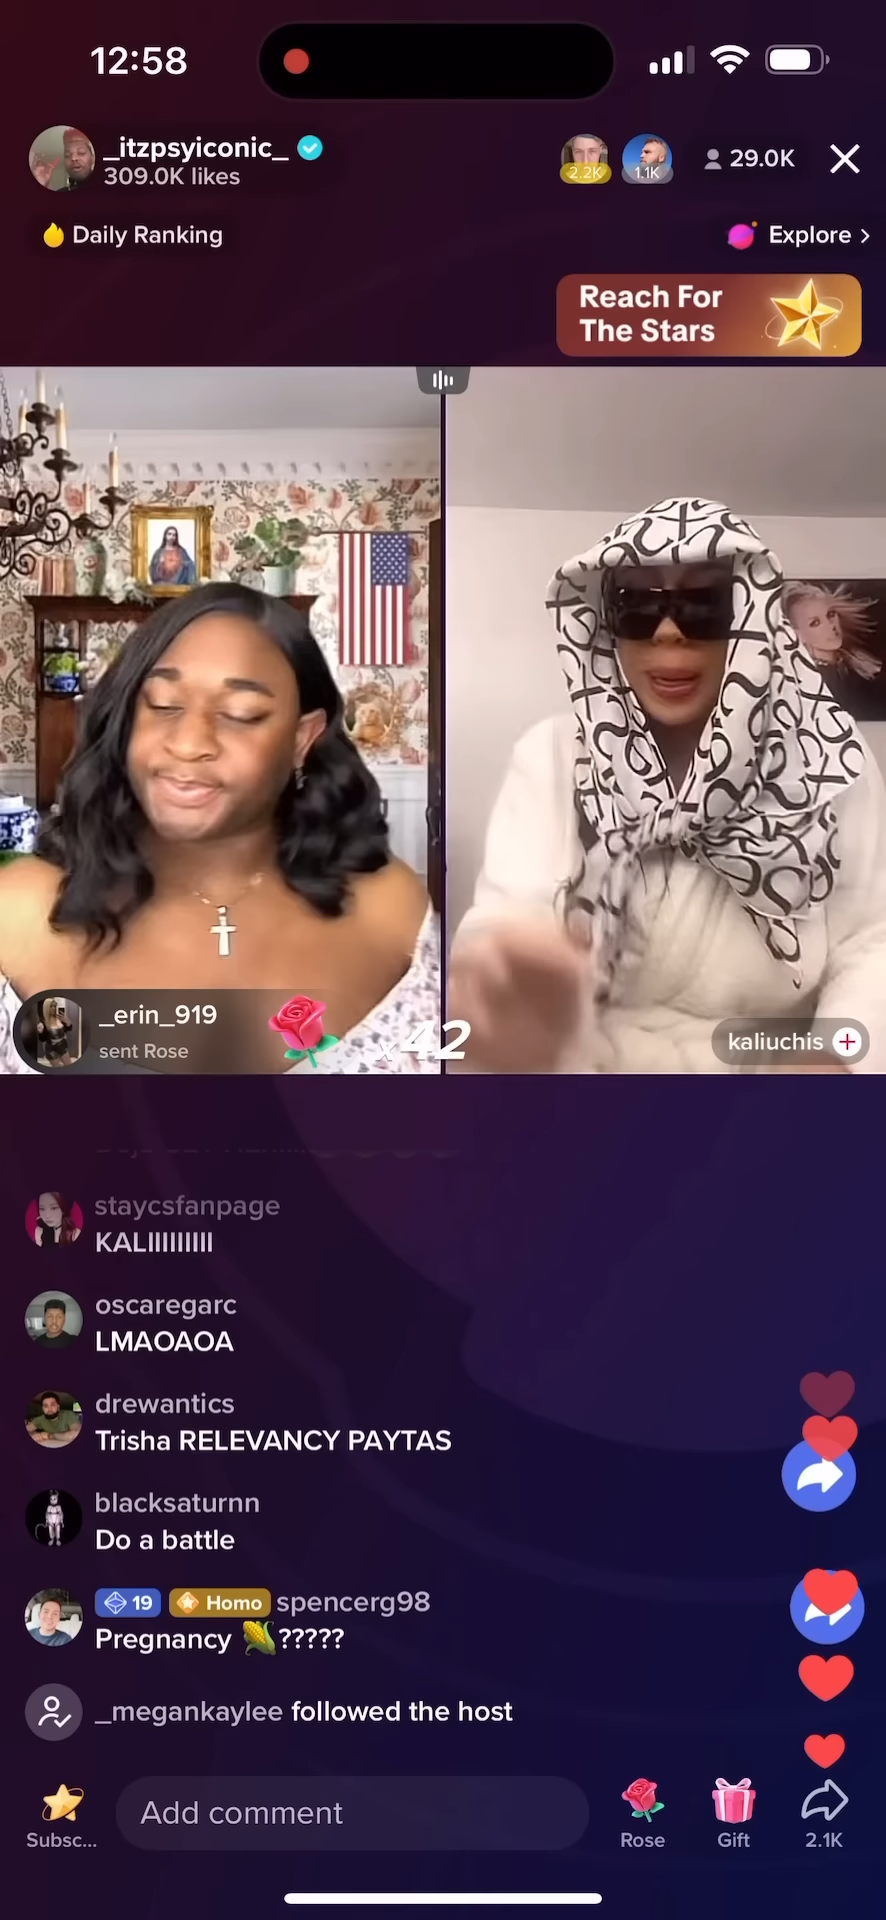 12:58
_itzpsyiconic_
309.0K likes
2.2K
1.1K
29.0K
Daily Ranking
Explore >
Reach For
The Stars
_erin_919
sent Rose
x42
kaliuchis
staycsfanpage
KALIIIIIIIII
oscaregarc
LMAOAOA
drewantics
Trisha RELEVANCY PAYTAS
blacksaturnn
Do a battle
19 Homo spencerg98
Pregnancy 🌽?????
_megankaylee followed the host
Subsc...
Add comment
Rose
Gift
2.1K